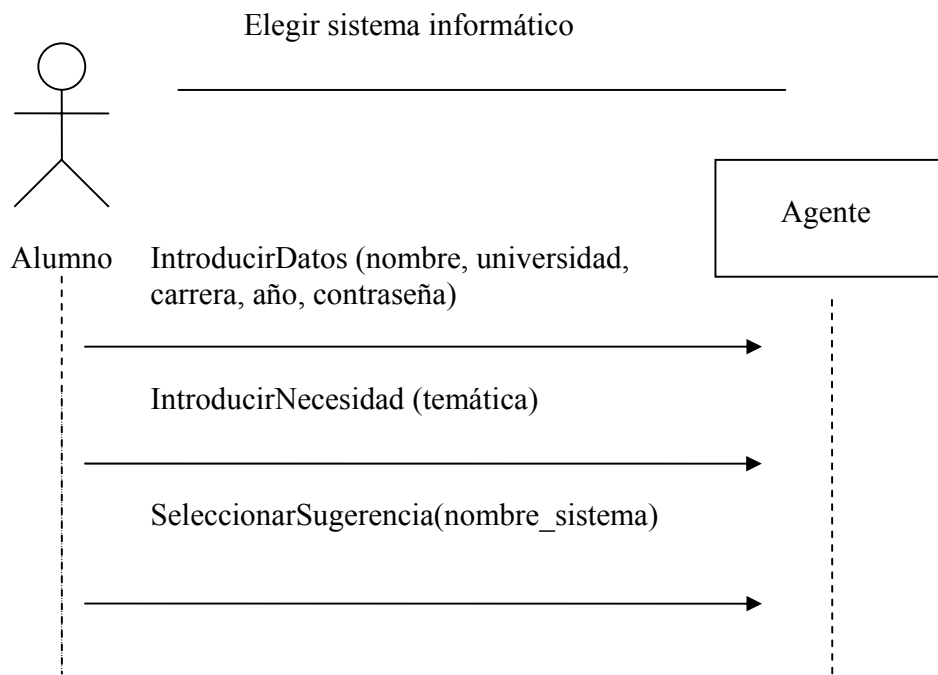 Elegir sistema informático
Agente
Alumno
IntroducirDatos (nombre, universidad,
carrera, año, contraseña)
IntroducirNecesidad (temática)
SeleccionarSugerencia(nombre_sistema)